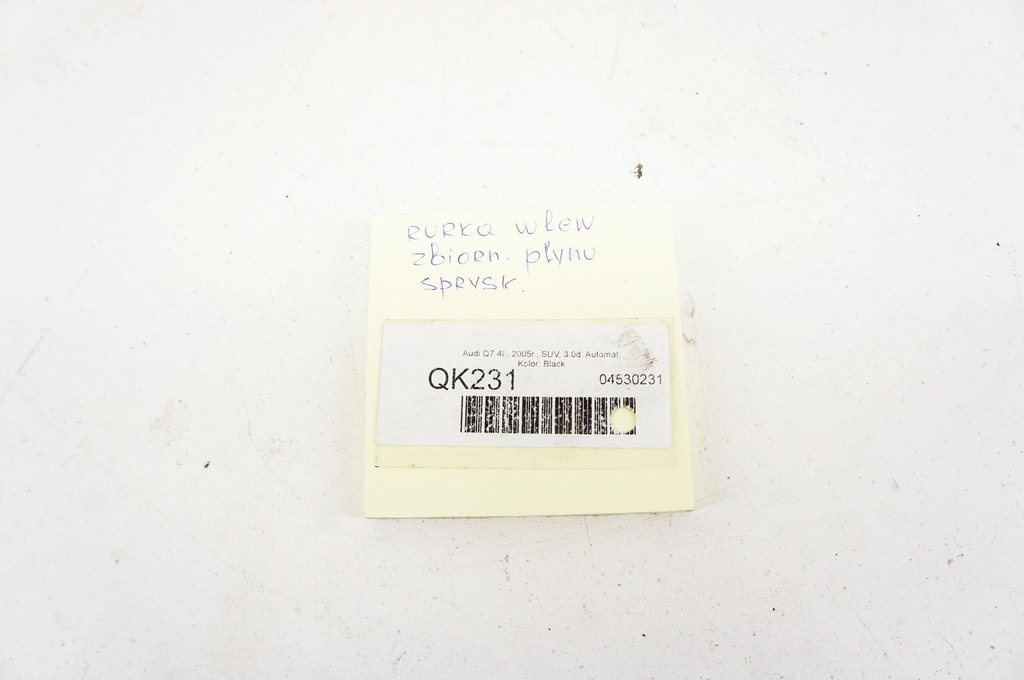 RURKa wlew
zbiorn. płynu
sprysk.
Audi Q7 4L, 2005r., SUV, 3.0d, Automat,
Kolor: Black
QK231
04530231